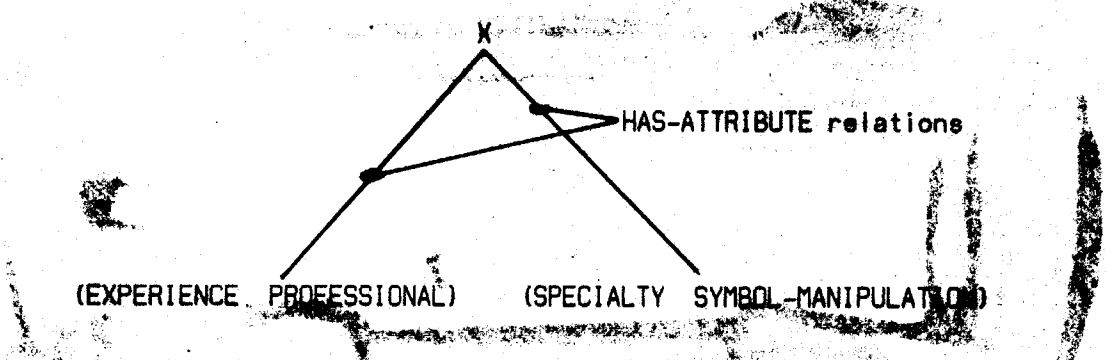 X
HAS-ATTRIBUTE relations
(EXPERIENCE PROFESSIONAL) (SPECIALTY SYMBOL-MANIPULATION)